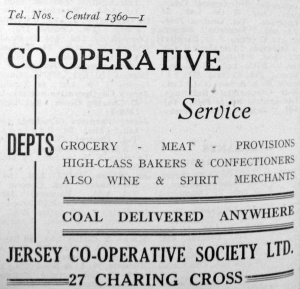 Tel. Nos. Central 1360—1
CO-OPERATIVE
Service
DEPTS GROCERY - MEAT - PROVISIONS
HIGH-CLASS BAKERS & CONFECTIONERS
ALSO WINE & SPIRIT MERCHANTS
COAL DELIVERED ANYWHERE
JERSEY CO-OPERATIVE SOCIETY LTD.
27 CHARING CROSS